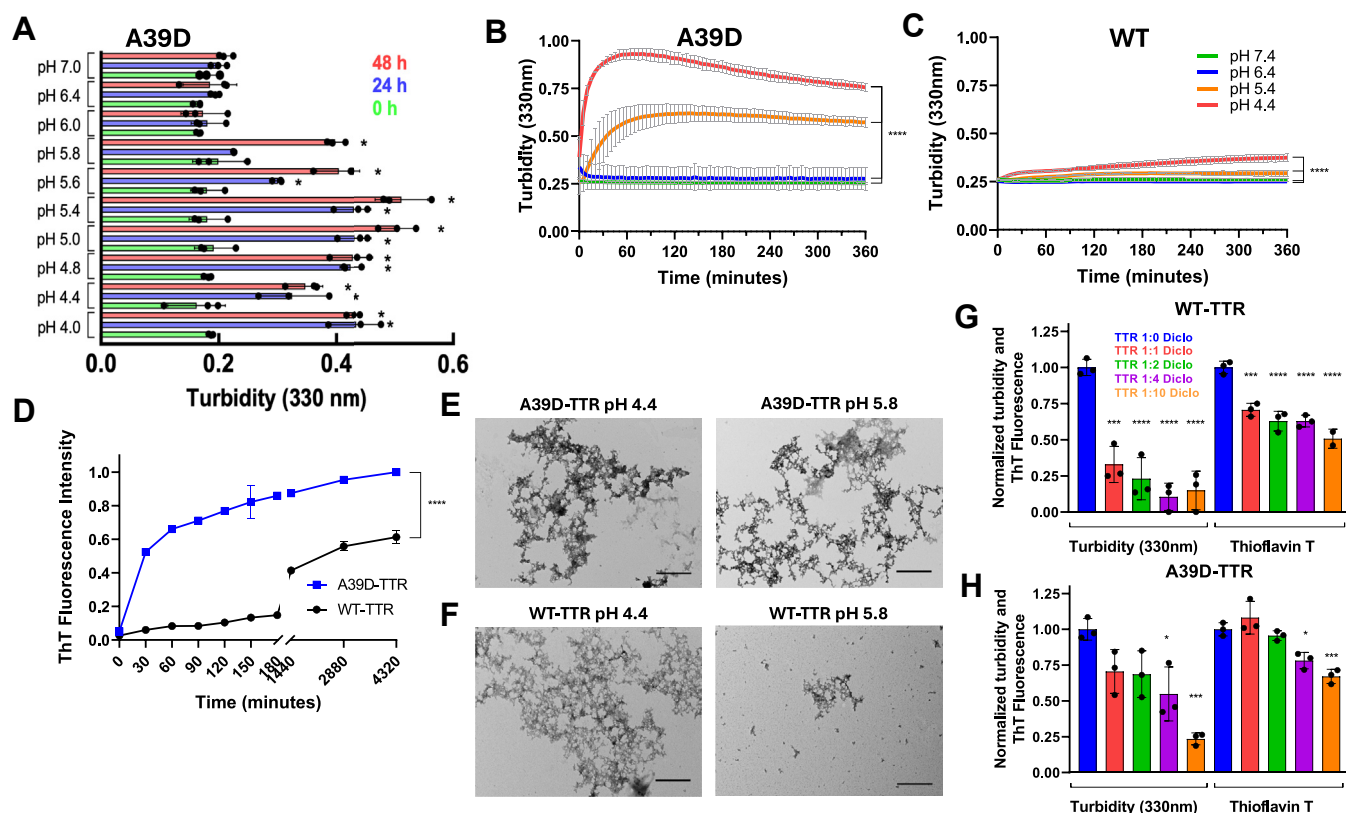 A
A39D
48 h
24 h
0 h
pH 7.0
pH 6.4
pH 6.0
pH 5.8
*
pH 5.6
*
*
pH 5.4
*
*
pH 5.0
*
*
pH 4.8
*
*
pH 4.4
*
*
pH 4.0
*
*
0.0
0.2
0.4
0.6
Turbidity (330 nm)
B
A39D
Turbidity (330nm)
1.00
0.75
0.50
0.25
0.00
0
60
120
180
240
300
360
Time (minutes)
****
C
WT
pH 7.4
pH 6.4
pH 5.4
pH 4.4
Turbidity (330nm)
1.00
0.75
0.50
0.25
0.00
0
60
120
180
240
300
360
Time (minutes)
****
D
ThT Fluorescence Intensity
1.0
0.8
0.6
0.4
0.2
0.0
A39D-TTR
WT-TTR
****
0
30
60
90
120
150
180
1440
2880
4320
Time (minutes)
E
A39D-TTR pH 4.4
A39D-TTR pH 5.8
F
WT-TTR pH 4.4
WT-TTR pH 5.8
G
WT-TTR
Normalized turbidity and
ThT Fluorescence
1.25
1.00
0.75
0.50
0.25
0.00
TTR 1:0 Diclo
TTR 1:1 Diclo
TTR 1:2 Diclo
TTR 1:4 Diclo
TTR 1:10 Diclo
*** **** **** ****
*** **** **** ****
Turbidity (330nm)
Thioflavin T
H
A39D-TTR
Normalized turbidity and
ThT Fluorescence
1.25
1.00
0.75
0.50
0.25
0.00
* ***
* ***
Turbidity (330nm)
Thioflavin T